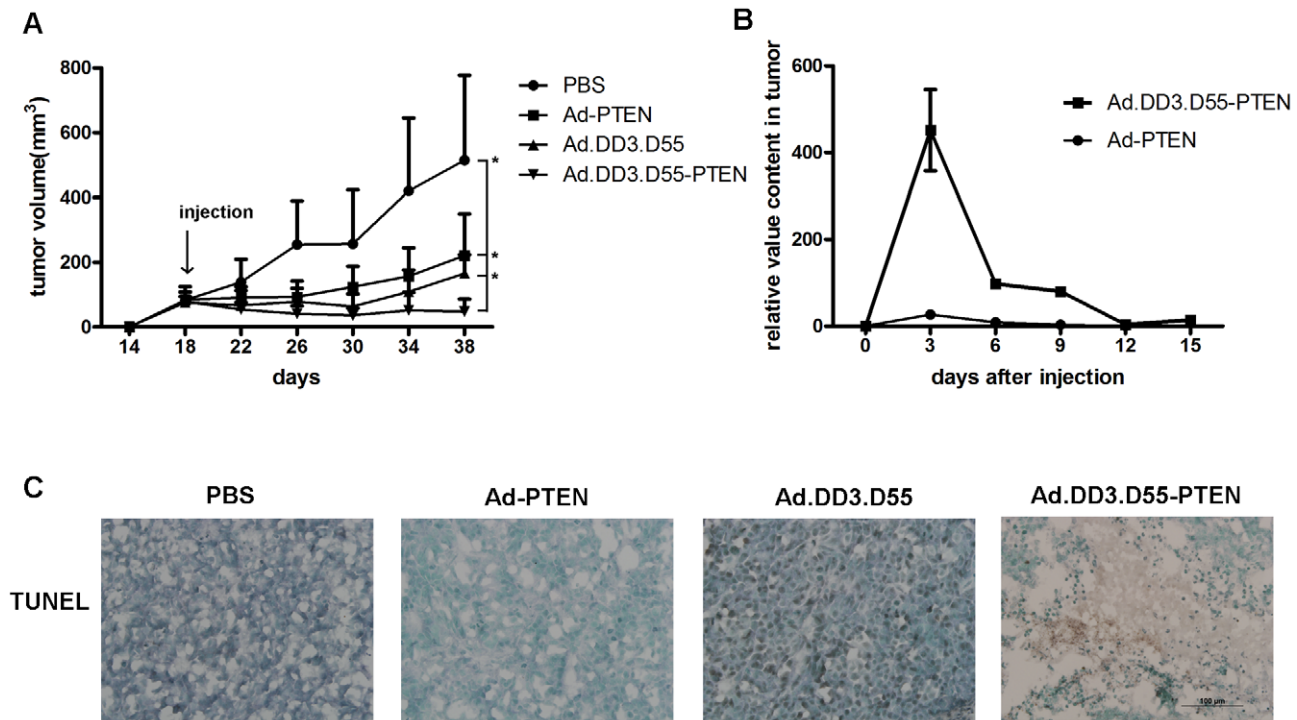 A
tumor volume(mm³)
800
600
400
200
0
injection
14 18 22 26 30 34 38
days
PBS
Ad-PTEN
Ad.DD3.D55
Ad.DD3.D55-PTEN
*
*
*
B
relative value content in tumor
600
400
200
0
0 3 6 9 12 15
days after injection
Ad.DD3.D55-PTEN
Ad-PTEN
C
PBS Ad-PTEN Ad.DD3.D55 Ad.DD3.D55-PTEN
TUNEL
100 µm